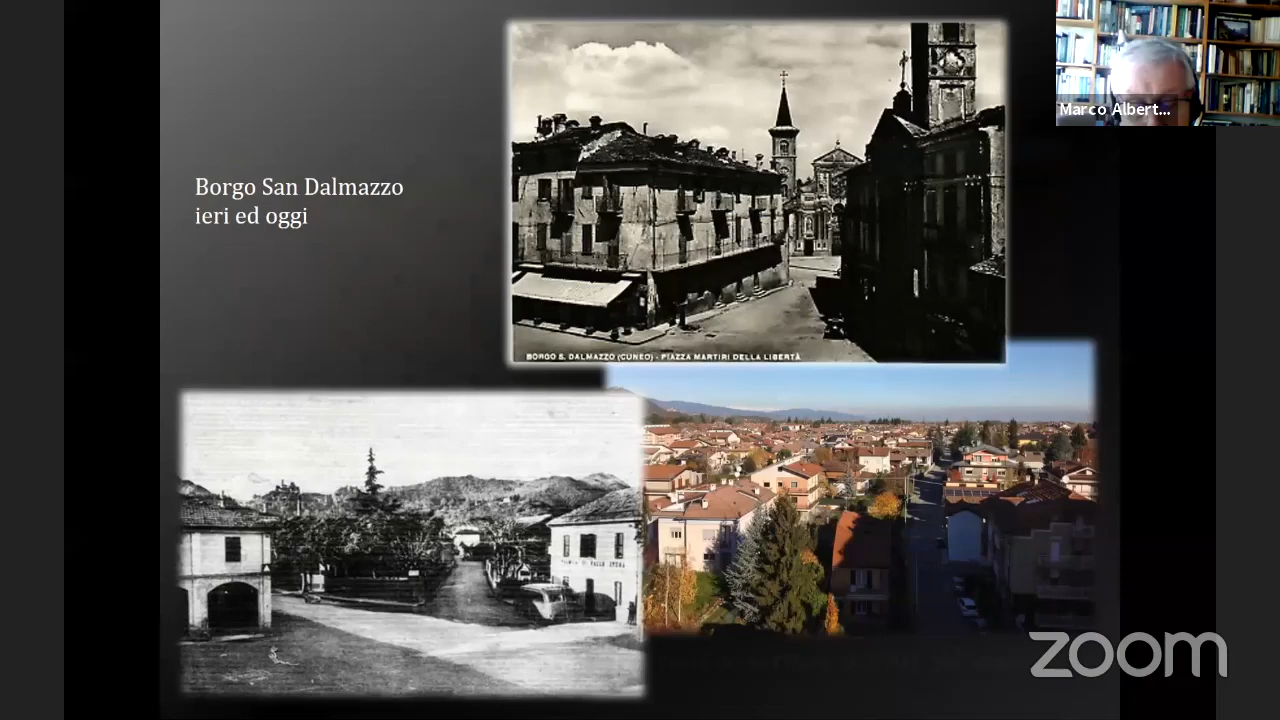 Marco Albert...
Borgo San Dalmazzo
ieri ed oggi
BORGO S. DALMAZZO (CUNEO) - PIAZZA MARTIRI DELLA LIBERTÀ
zoom